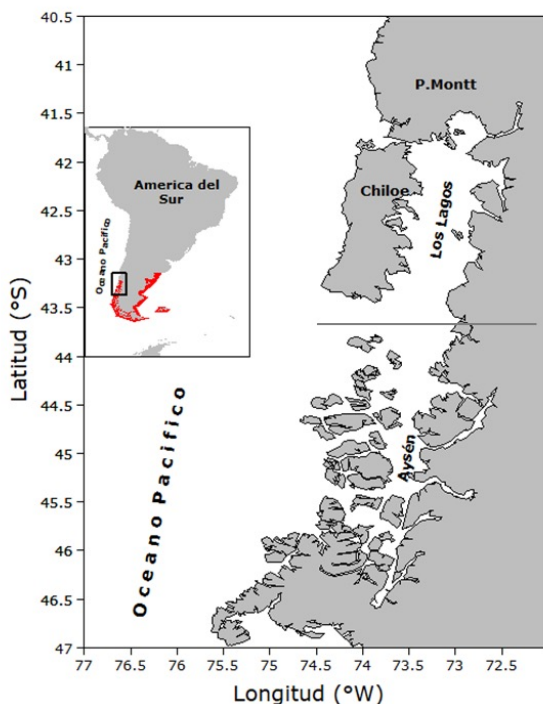 40.5
41
41.5
42
42.5
43
43.5
44
44.5
45
45.5
46
46.5
47
Latitud (°S)
P.Montt
Chiloe
Los Lagos
America del
Sur
Oceano Pacifico
Aysén
Oceano Pacifico
77 76.5 76 75.5 75 74.5 74 73.5 73 72.5
Longitud (°W)